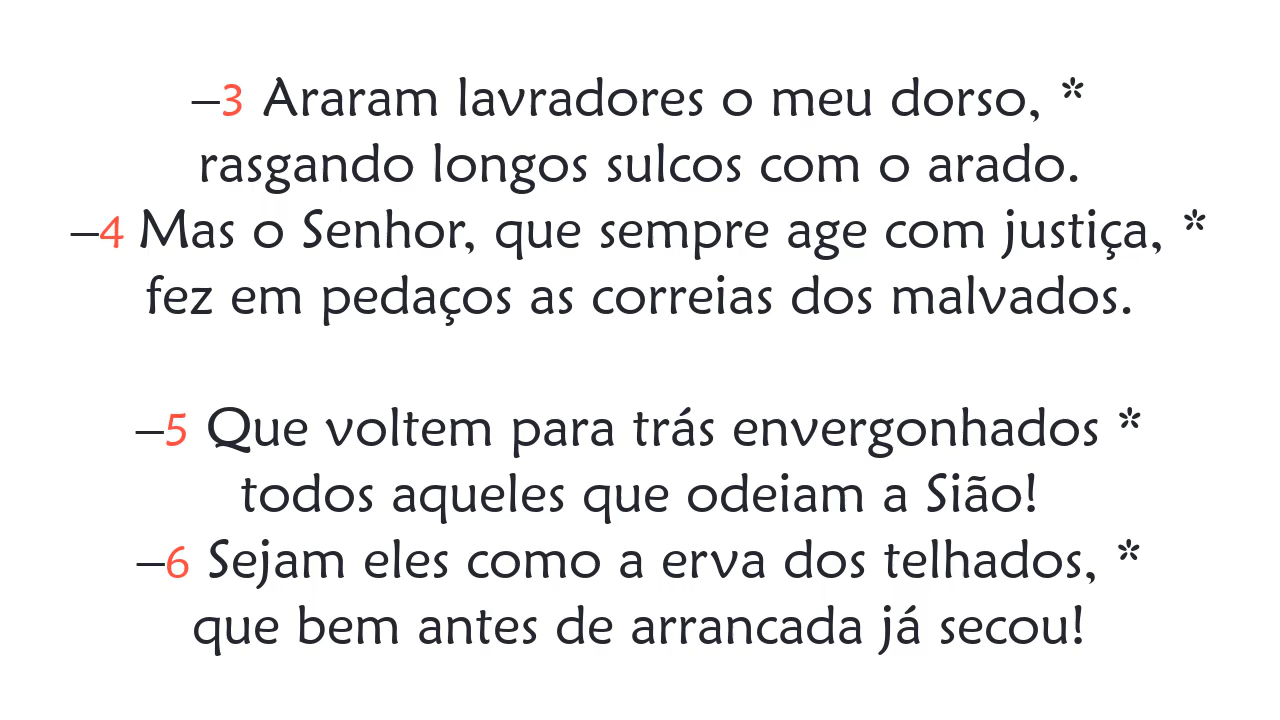 –3 Araram lavradores o meu dorso, *
rasgando longos sulcos com o arado.
–4 Mas o Senhor, que sempre age com justiça, *
fez em pedaços as correias dos malvados.
–5 Que voltem para trás envergonhados *
todos aqueles que odeiam a Sião!
–6 Sejam eles como a erva dos telhados, *
que bem antes de arrancada já secou!